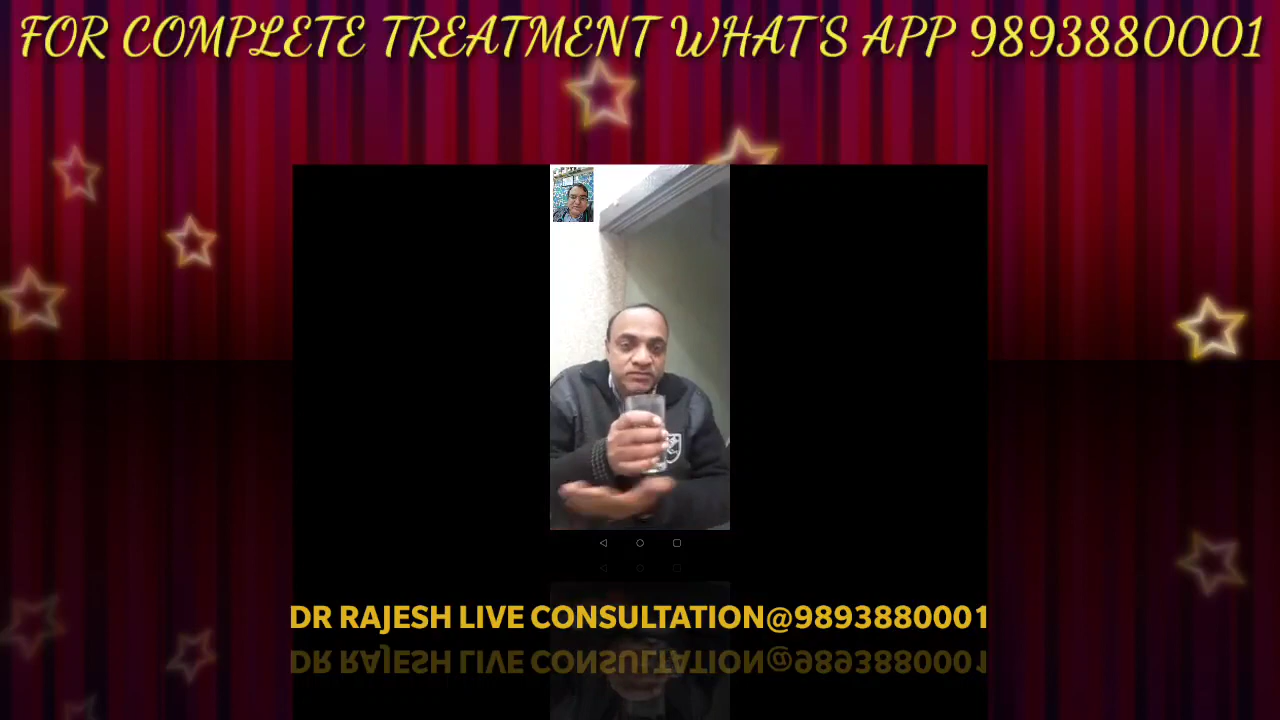 FOR COMPLETE TREATMENT WHAT'S APP 9893880001
DR RAJESH LIVE CONSULTATION@9893880001